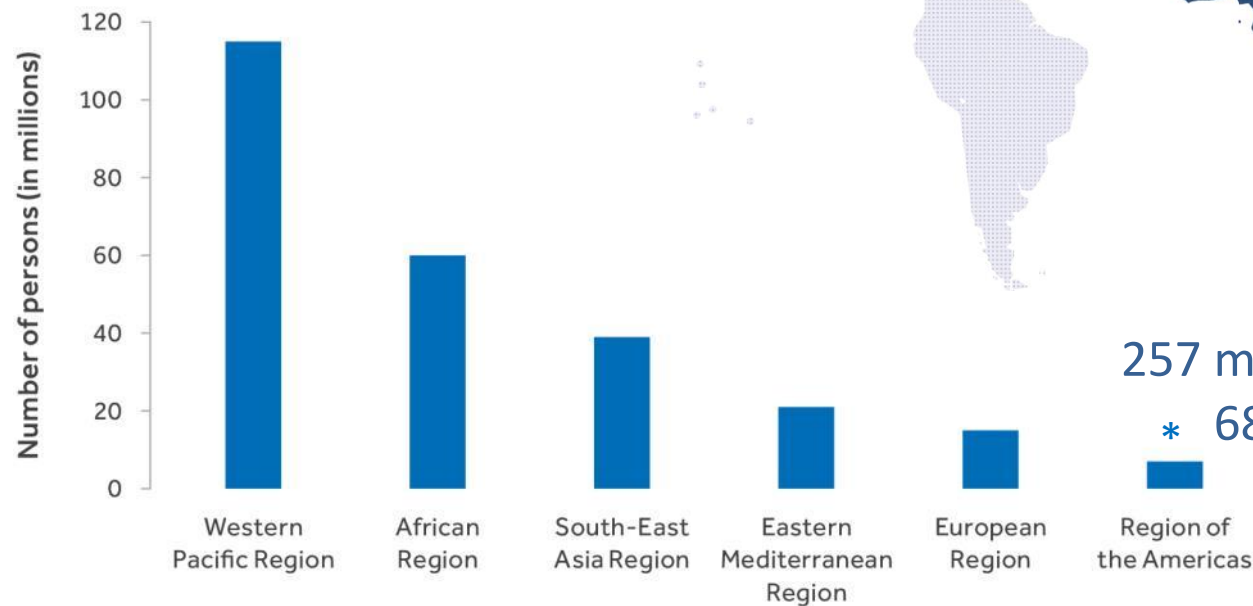 Number of persons (in millions)
120
100
80
60
40
20
0
257 m
* 68
Western
Pacific Region
African
Region
South-East
Asia Region
Eastern
Mediterranean
Region
European
Region
Region of
the Americas